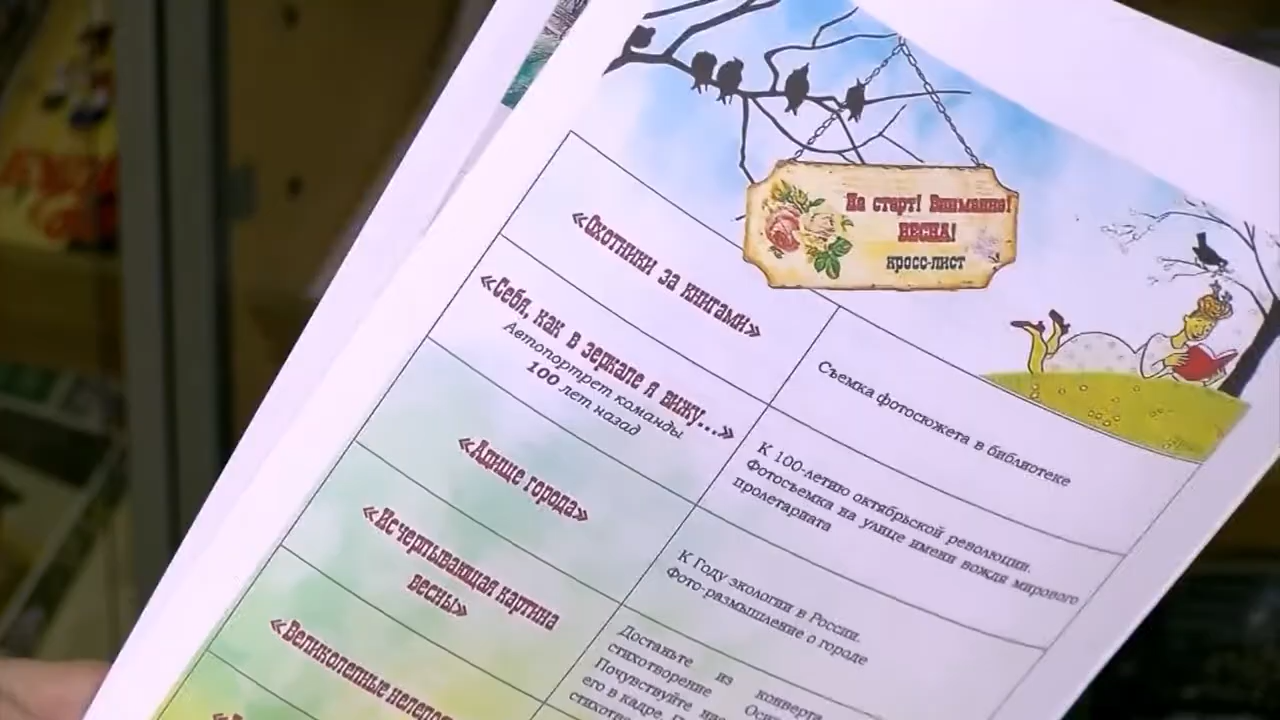 На старт! Внимание!
ВЕСНА!
кросс-лист
«Охотники за книгами»
Съемка фотосюжета в библиотеке
«Себя, как в зеркале я вижу...»
Автопортрет команды
100 лет назад
К 100-летию октябрьской революции.
Фотосъемка на улице имени вождя мирового
пролетариата
«Адище города»
К Году экологии в России.
Фото-размышление о городе
«Исчерпывающая картина
весны»
Достаньте из конверта
стихотворение
Почувствуйте
его в кадре.
«Великолепные